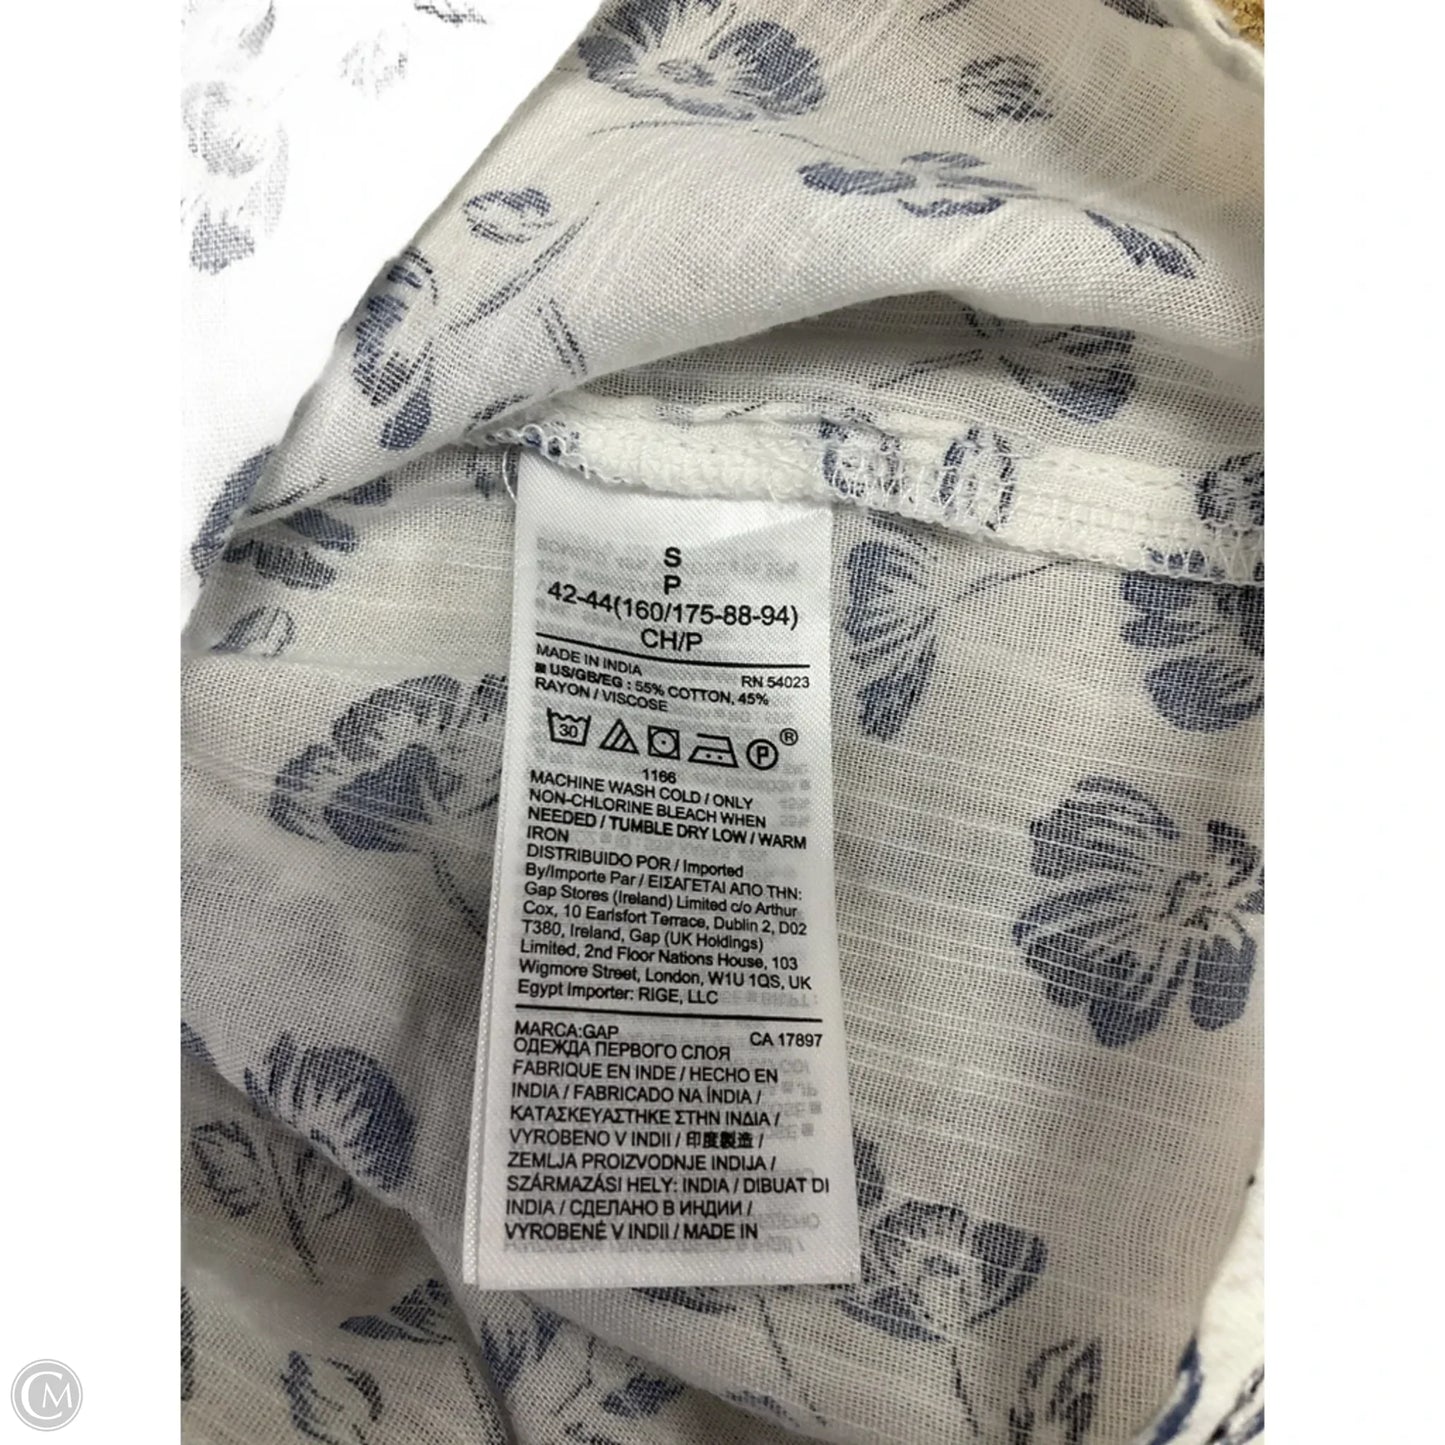 S
P
42-44(160/175-88-94)
CH/P
MADE IN INDIA RN 54023
US/GB/EG : 55% COTTON, 45%
RAYON / VISCOSE
30 P ®
1166
MACHINE WASH COLD / ONLY
NON-CHLORINE BLEACH WHEN
NEEDED / TUMBLE DRY LOW / WARM
IRON
DISTRIBUIDO POR / Imported
By/Importe Par / ΕΙΣΑΓΕΤΑΙ ΑΠΟ ΤΗΝ:
Gap Stores (Ireland) Limited c/o Arthur
Cox, 10 Earlsfort Terrace, Dublin 2, D02
T380, Ireland, Gap (UK Holdings)
Limited, 2nd Floor Nations House, 103
Wigmore Street, London, W1U 1QS, UK
Egypt Importer: RIGE, LLC
MARCA:GAP CA 17897
ОДЕЖДА ПЕРВОГО СЛОЯ
FABRIQUE EN INDE / HECHO EN
INDIA / FABRICADO NA ÍNDIA /
ΚΑΤΑΣΚΕΥΑΣΤΗΚΕ ΣΤΗΝ ΙΝΔΙΑ /
VYROBENO V INDII / 印度製造 /
ZEMLJA PROIZVODNJE INDIJA /
SZÁRMAZÁSI HELY: INDIA / DIBUAT DI
INDIA / СДЕЛАНО В ИНДИИ /
VYROBENÉ V INDII / MADE IN
CM